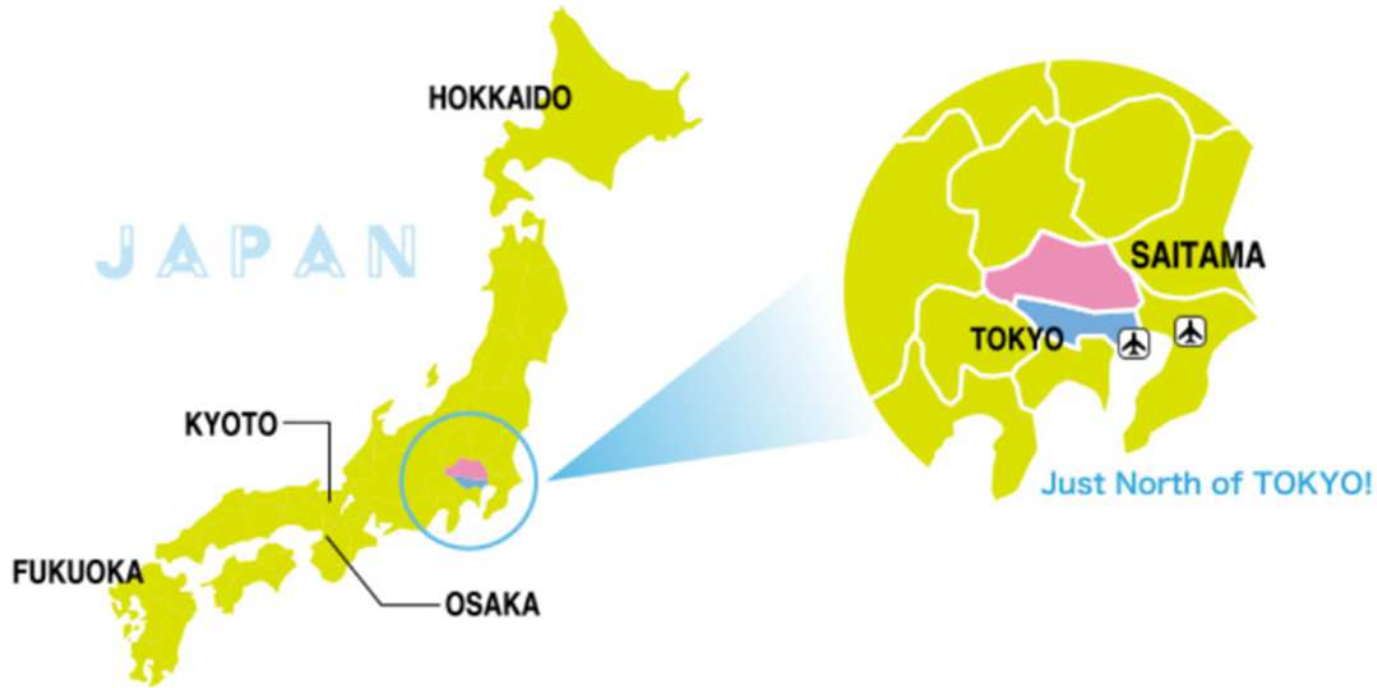 HOKKAIDO
JAPAN
SAITAMA
TOKYO
KYOTO
Just North of TOKYO!
FUKUOKA
OSAKA